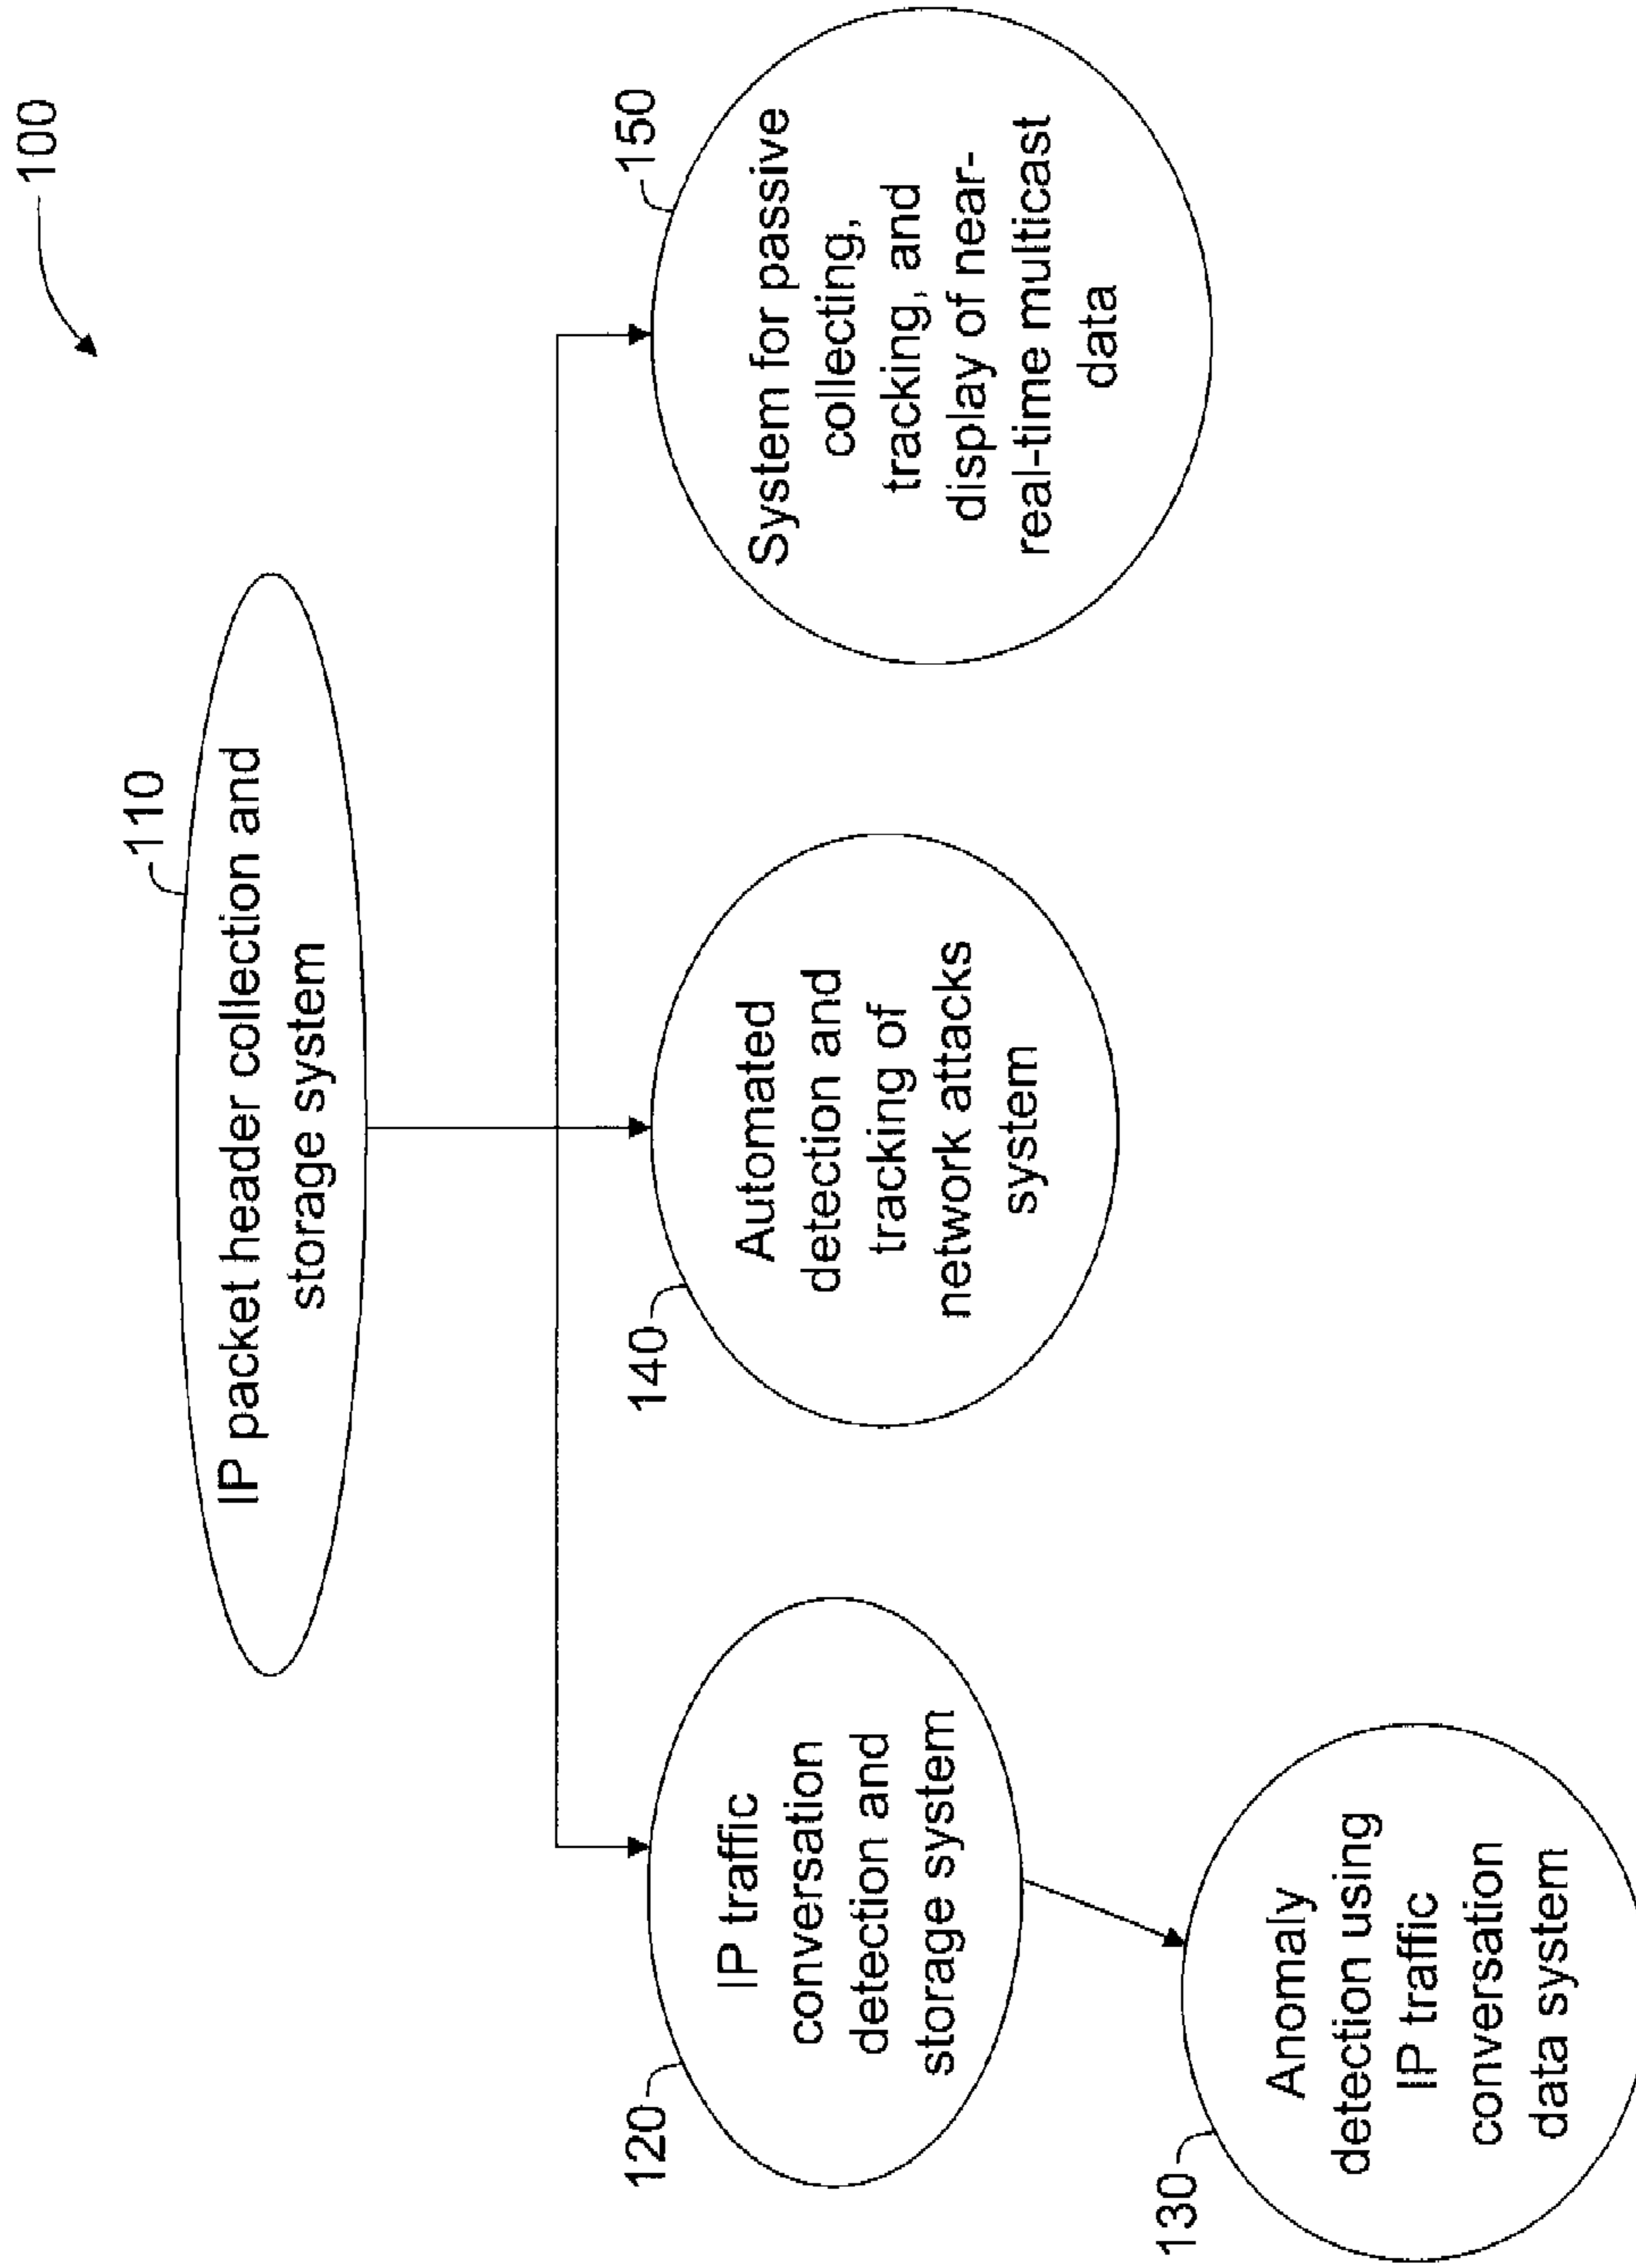 100
110
IP packet header collection and
storage system
120
IP traffic
conversation
detection and
storage system
140
Automated
detection and
tracking of
network attacks
system
150
System for passive
collecting,
tracking, and
display of near-
real-time multicast
data
130
Anomaly
detection using
IP traffic
conversation
data system